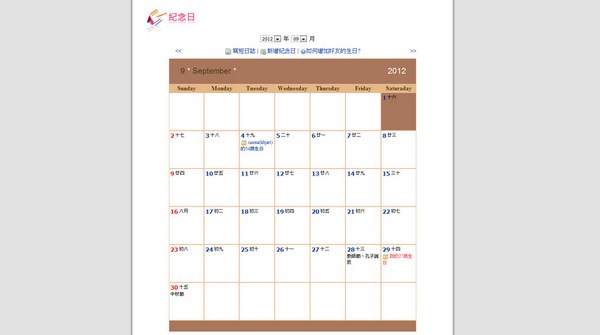 紀念日
2012 年 09 月
<< 寫短日誌 | 新增紀念日 | 如何增加好友的生日? >>
9 " September " 2012
Sunday Monday Tuesday Wednesday Thursday Friday Saturaday
1 十六
2 十七 3 十八 4 十九 5 二十 6 廿一 7 廿二 8 廿三
的34歲生日
9 廿四 10 廿五 11 廿六 12 廿七 13 廿八 14 廿九 15 三十
16 八月 17 初二 18 初三 19 初四 20 初五 21 初六 22 初七
23 初八 24 初九 25 初十 26 十一 27 十二 28 十三 29 十四
教師節、孔子誕辰 我的27歲生日
30 十五
中秋節